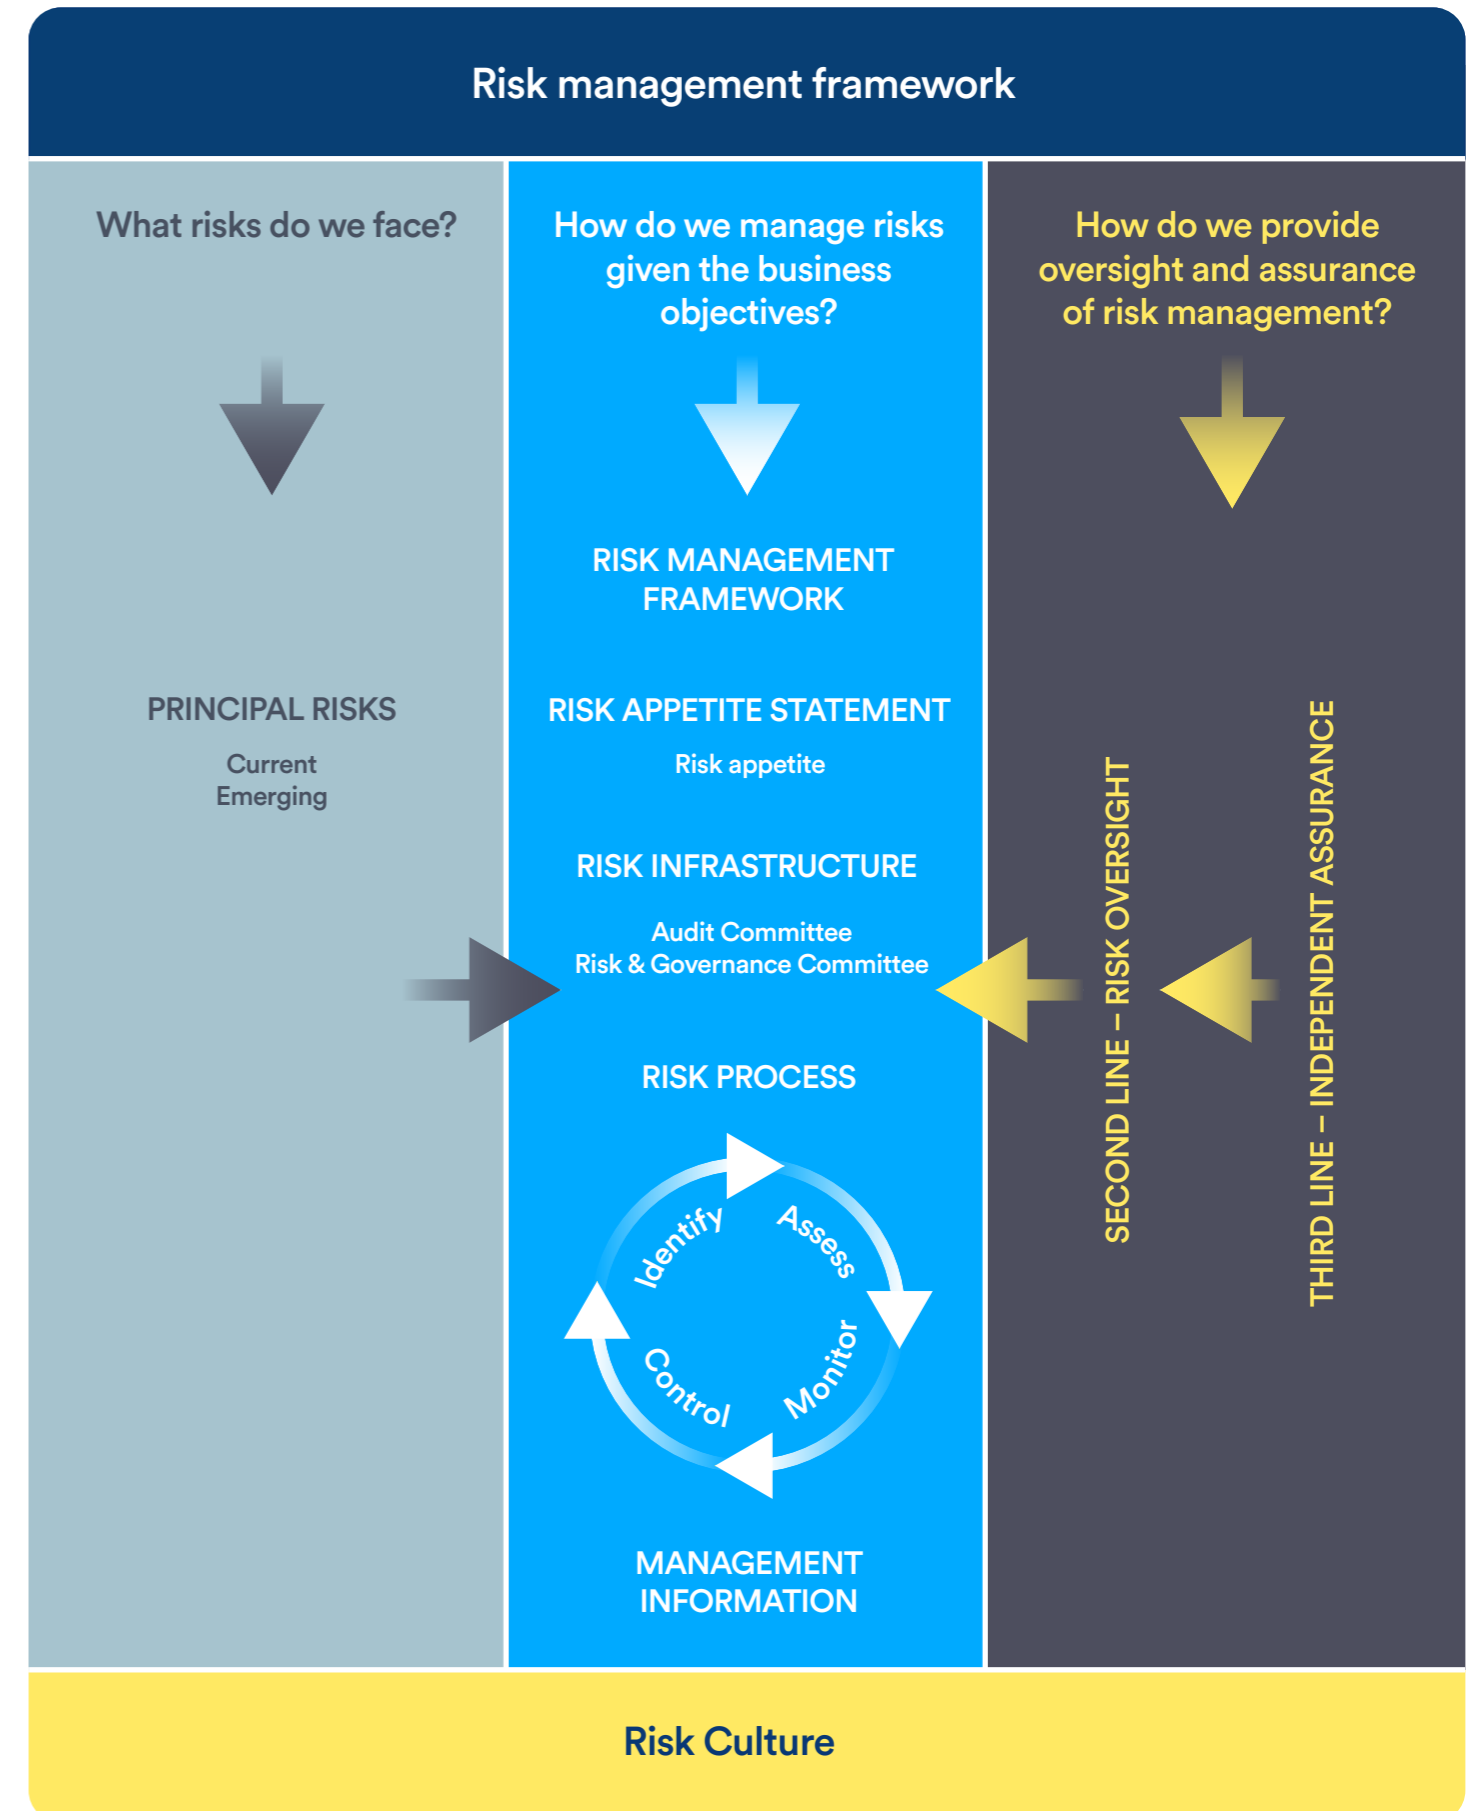 Risk management framework
What risks do we face?
PRINCIPAL RISKS
Current
Emerging
How do we manage risks
given the business
objectives?
RISK MANAGEMENT
FRAMEWORK
RISK APPETITE STATEMENT
Risk appetite
RISK INFRASTRUCTURE
Audit Committee
Risk & Governance Committee
RISK PROCESS
Identify
Assess
Monitor
Control
MANAGEMENT
INFORMATION
How do we provide
oversight and assurance
of risk management?
SECOND LINE – RISK OVERSIGHT
THIRD LINE – INDEPENDENT ASSURANCE
Risk Culture